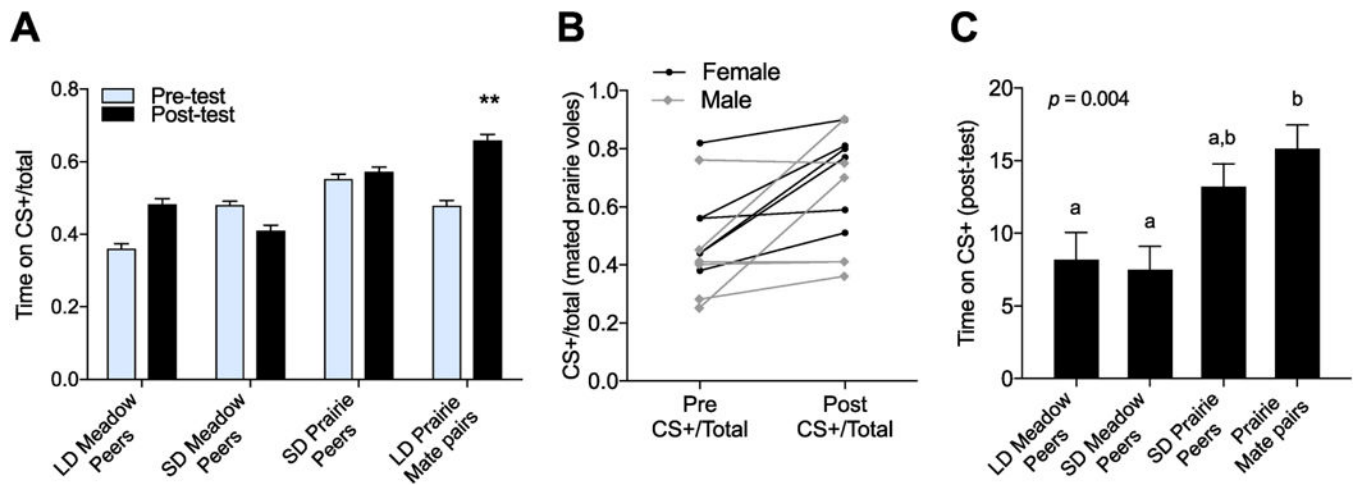 A
Time on CS+/total
0.8
0.6
0.4
0.2
0.0
Pre-test
Post-test
**
LD Meadow
Peers
SD Meadow
Peers
SD Prairie
Peers
LD Prairie
Mate pairs
B
CS+/total (mated prairie voles)
Female
Male
1.0
0.8
0.6
0.4
0.2
0.0
Pre
CS+/Total
Post
CS+/Total
C
Time on CS+ (post-test)
20
15
10
5
0
p = 0.004
a
a
a,b
b
LD Meadow
Peers
SD Meadow
Peers
SD Prairie
Peers
Prairie
Mate pairs